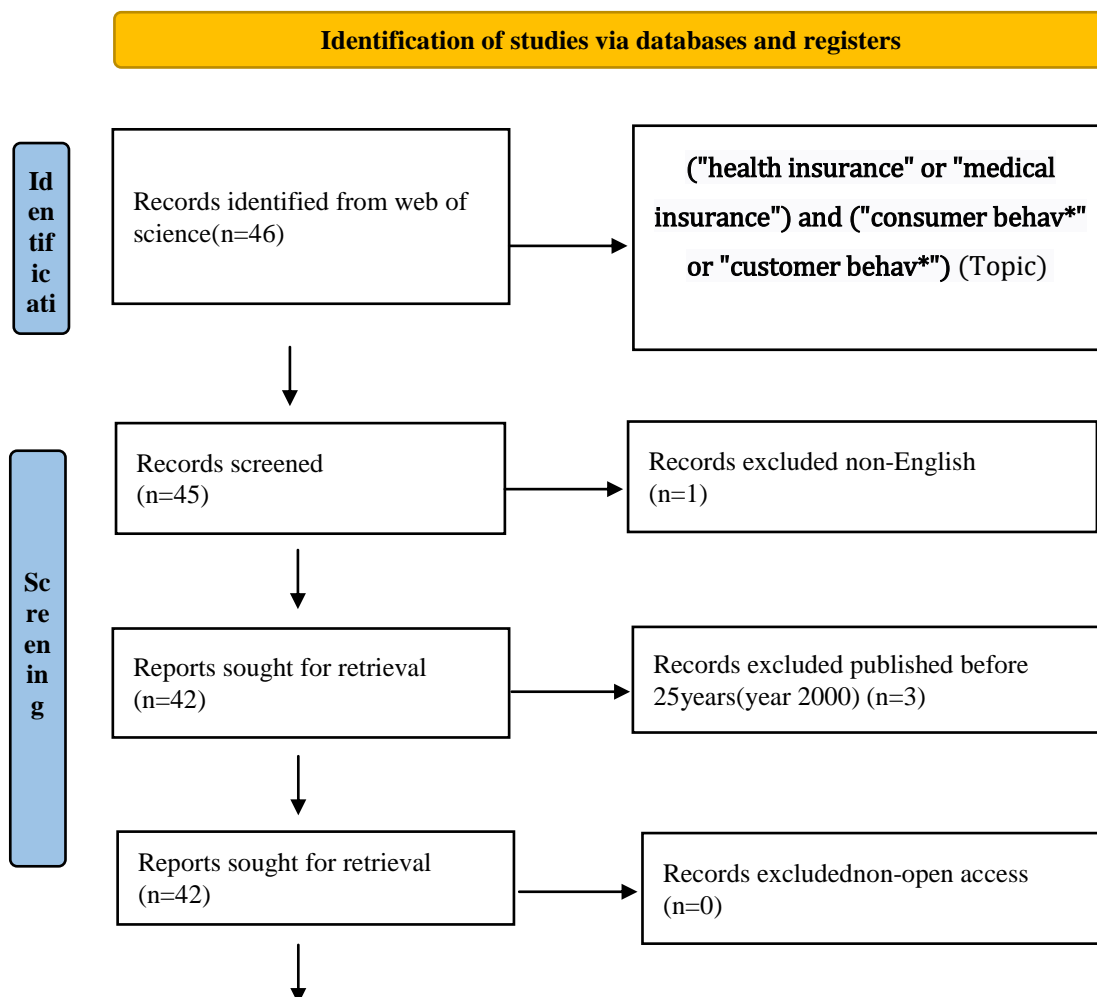 Identification of studies via databases and registers
Id
en
tif
ic
ati
Records identified from web of
science(n=46)
("health insurance" or "medical
insurance") and ("consumer behav*"
or "customer behav*") (Topic)
Sc
re
en
in
g
Records screened
(n=45)
Records excluded non-English
(n=1)
Reports sought for retrieval
(n=42)
Records excluded published before
25years(year 2000) (n=3)
Reports sought for retrieval
(n=42)
Records excludednon-open access
(n=0)